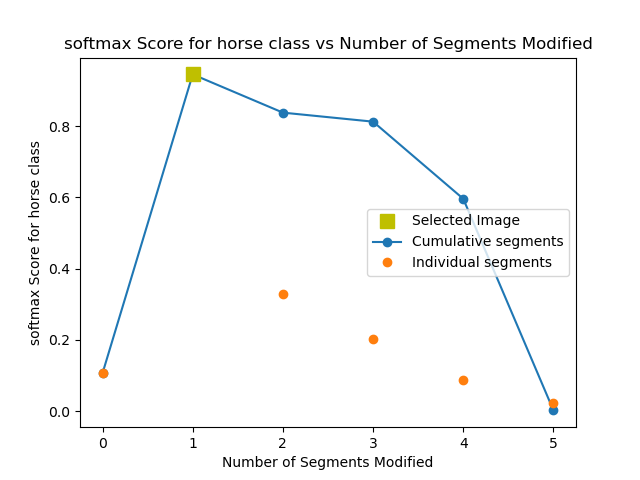 softmax Score for horse class vs Number of Segments Modified
softmax Score for horse class
0.8
0.6
0.4
0.2
0.0
Selected Image
Cumulative segments
Individual segments
0 1 2 3 4 5
Number of Segments Modified